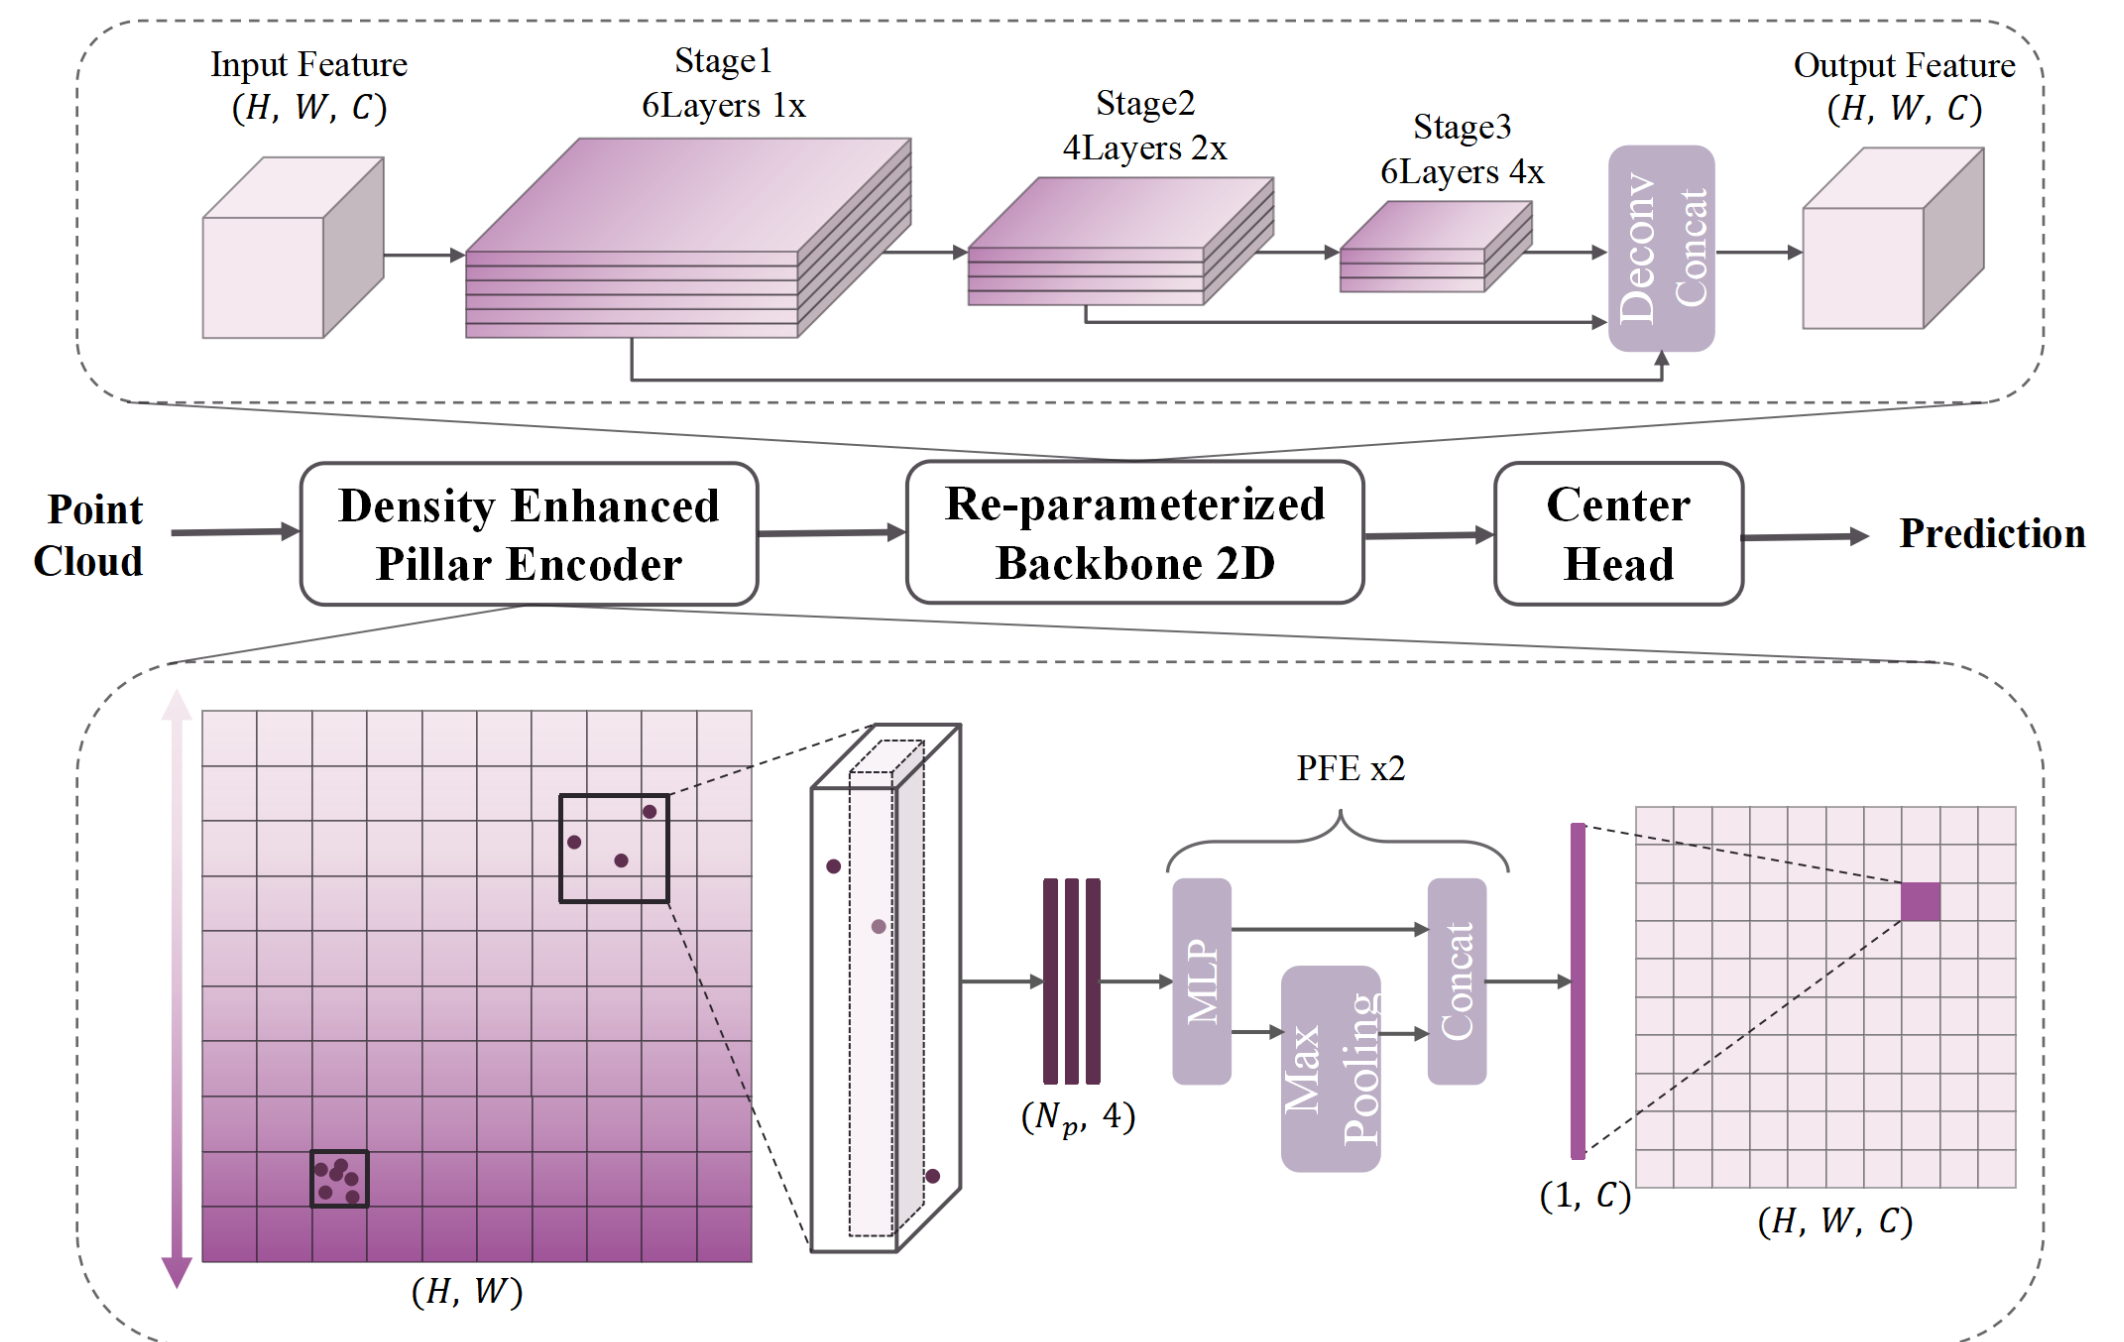 Input Feature
(H, W, C)
Stage1
6Layers 1x
Stage2
4Layers 2x
Stage3
6Layers 4x
Deconv
Concat
Output Feature
(H, W, C)
Point
Cloud
Density Enhanced
Pillar Encoder
Re-parameterized
Backbone 2D
Center
Head
Prediction
(H, W)
(Nₚ, 4)
PFE x2
MLP
Max
Pooling
Concat
(1, C)
(H, W, C)